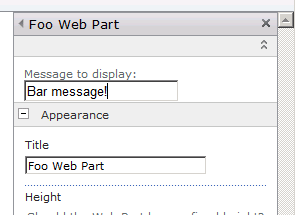 Foo Web Part
Message to display:
Bar message!
Appearance
Title
Foo Web Part
Height